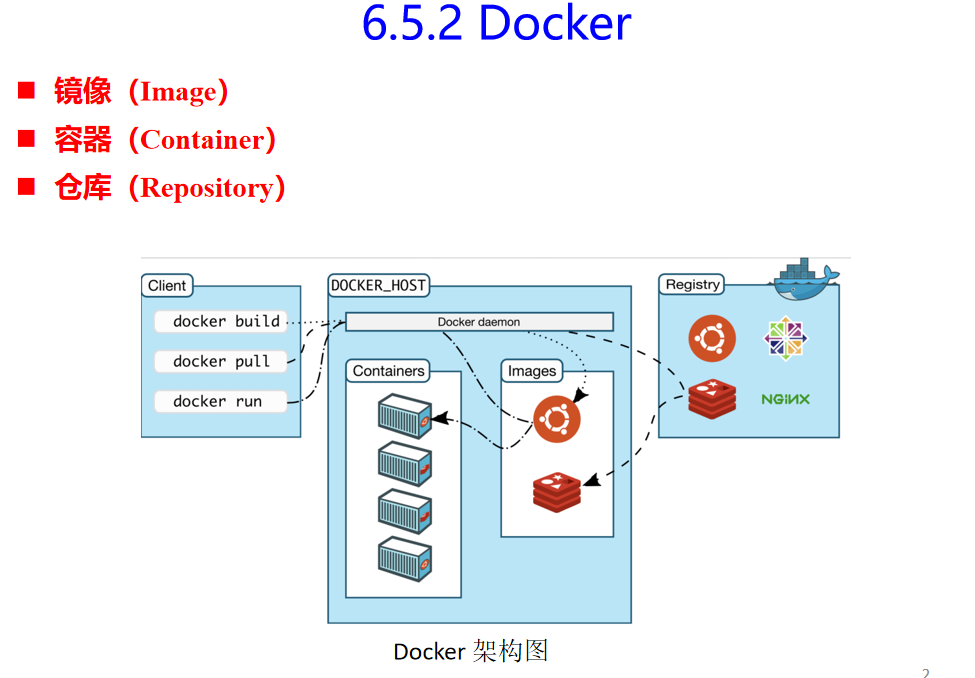 6.5.2 Docker
镜像（Image）
容器（Container）
仓库（Repository）
Client
DOCKER_HOST
Registry
docker build
Docker daemon
docker pull
docker run
Containers
Images
NGINX
Docker 架构图
2